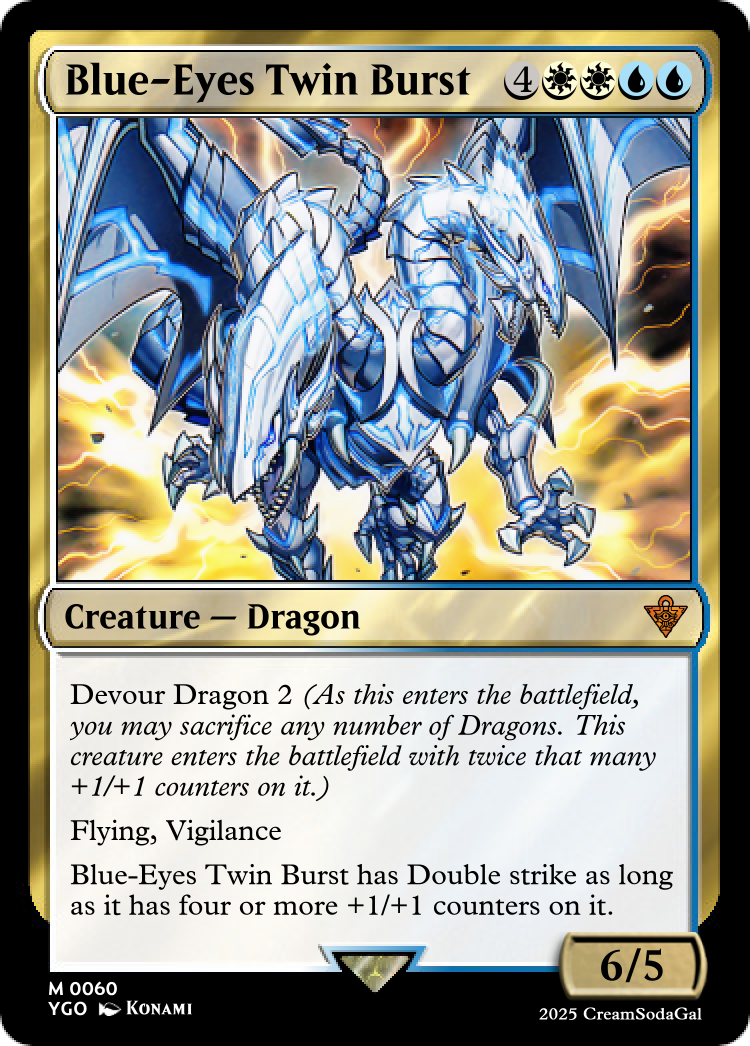 Blue-Eyes Twin Burst 4
Creature — Dragon
Devour Dragon 2 (As this enters the battlefield,
you may sacrifice any number of Dragons. This
creature enters the battlefield with twice that many
+1/+1 counters on it.)
Flying, Vigilance
Blue-Eyes Twin Burst has Double strike as long
as it has four or more +1/+1 counters on it.
6/5
M 0060
YGO KONAMI
2025 CreamSodaGal